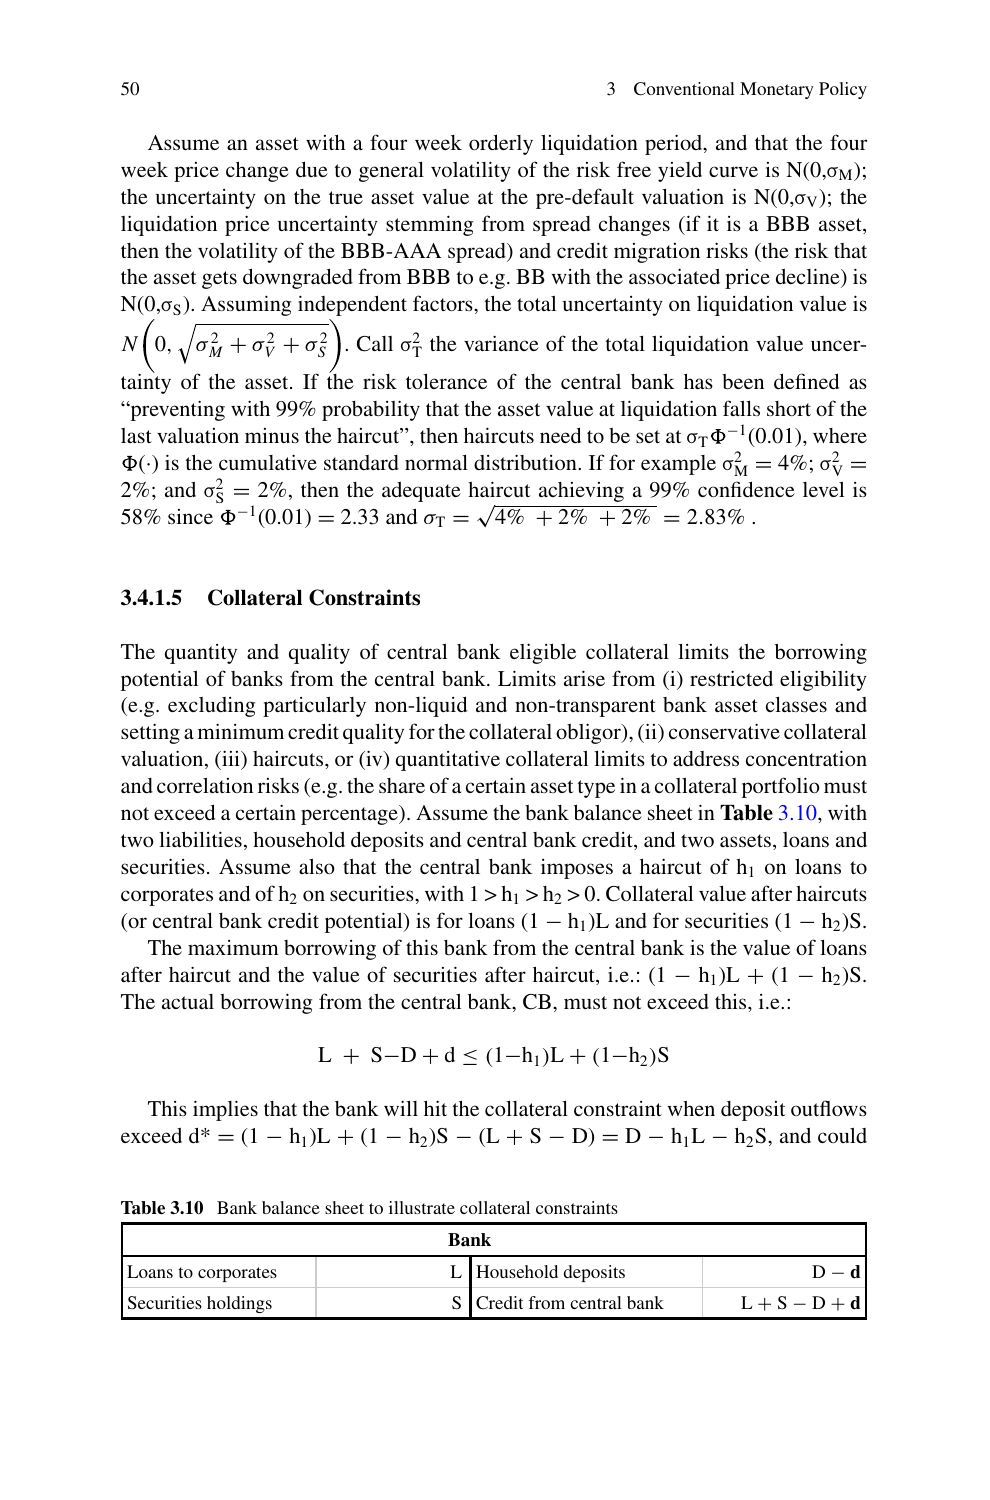 50 3 Conventional Monetary Policy
Assume an asset with a four week orderly liquidation period, and that the four
week price change due to general volatility of the risk free yield curve is N(0,σM);
the uncertainty on the true asset value at the pre-default valuation is N(0,σV); the
liquidation price uncertainty stemming from spread changes (if it is a BBB asset,
then the volatility of the BBB-AAA spread) and credit migration risks (the risk that
the asset gets downgraded from BBB to e.g. BB with the associated price decline) is
N(0,σS). Assuming independent factors, the total uncertainty on liquidation value is
N(0, √(σ²M + σ²V + σ²S)). Call σ²T the variance of the total liquidation value uncer-
tainty of the asset. If the risk tolerance of the central bank has been defined as
“preventing with 99% probability that the asset value at liquidation falls short of the
last valuation minus the haircut”, then haircuts need to be set at σTΦ−1(0.01), where
Φ(·) is the cumulative standard normal distribution. If for example σ²M = 4%; σ²V =
2%; and σ²S = 2%, then the adequate haircut achieving a 99% confidence level is
58% since Φ−1(0.01) = 2.33 and σT = √4% + 2% + 2% = 2.83% .
3.4.1.5 Collateral Constraints
The quantity and quality of central bank eligible collateral limits the borrowing
potential of banks from the central bank. Limits arise from (i) restricted eligibility
(e.g. excluding particularly non-liquid and non-transparent bank asset classes and
setting a minimum credit quality for the collateral obligor), (ii) conservative collateral
valuation, (iii) haircuts, or (iv) quantitative collateral limits to address concentration
and correlation risks (e.g. the share of a certain asset type in a collateral portfolio must
not exceed a certain percentage). Assume the bank balance sheet in Table 3.10, with
two liabilities, household deposits and central bank credit, and two assets, loans and
securities. Assume also that the central bank imposes a haircut of h1 on loans to
corporates and of h2 on securities, with 1 > h1 > h2 > 0. Collateral value after haircuts
(or central bank credit potential) is for loans (1 − h1)L and for securities (1 − h2)S.
The maximum borrowing of this bank from the central bank is the value of loans
after haircut and the value of securities after haircut, i.e.: (1 − h1)L + (1 − h2)S.
The actual borrowing from the central bank, CB, must not exceed this, i.e.:
L + S−D + d ≤ (1−h1)L + (1−h2)S
This implies that the bank will hit the collateral constraint when deposit outflows
exceed d* = (1 − h1)L + (1 − h2)S − (L + S − D) = D − h1L − h2S, and could
Table 3.10 Bank balance sheet to illustrate collateral constraints
Bank
Loans to corporates L Household deposits D − d
Securities holdings S Credit from central bank L + S − D + d